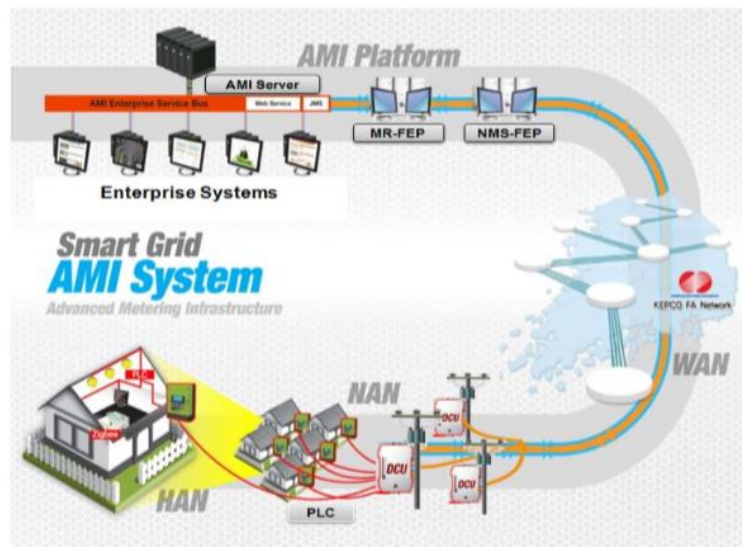 AMI Platform
AMI Server
AMI Enterprise Service Bus
Web Service
JMS
MR-FEP
NMS-FEP
Enterprise Systems
Smart Grid
AMI System
Advanced Metering Infrastructure
KEPCO FA Network
WAN
NAN
PLC
Zigbee
DCU
DCU
DCU
HAN
PLC